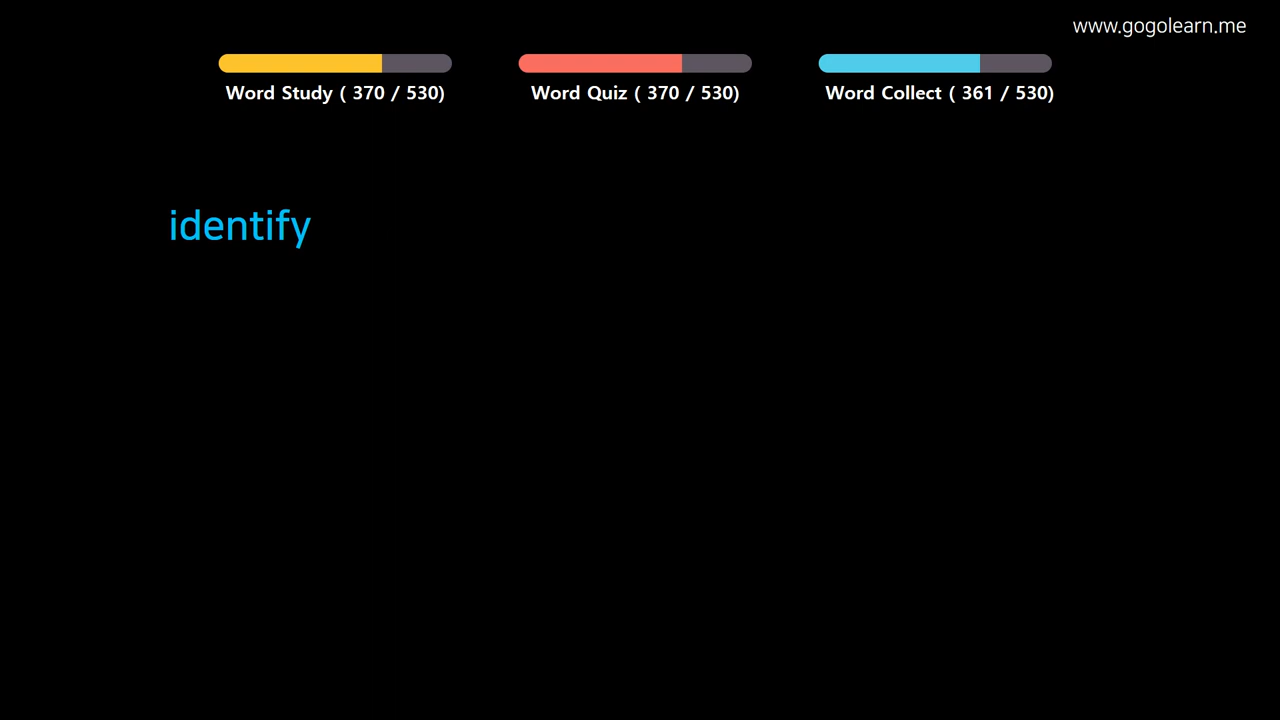 www.gogolearn.me
Word Study ( 370 / 530)
Word Quiz ( 370 / 530)
Word Collect ( 361 / 530)
identify